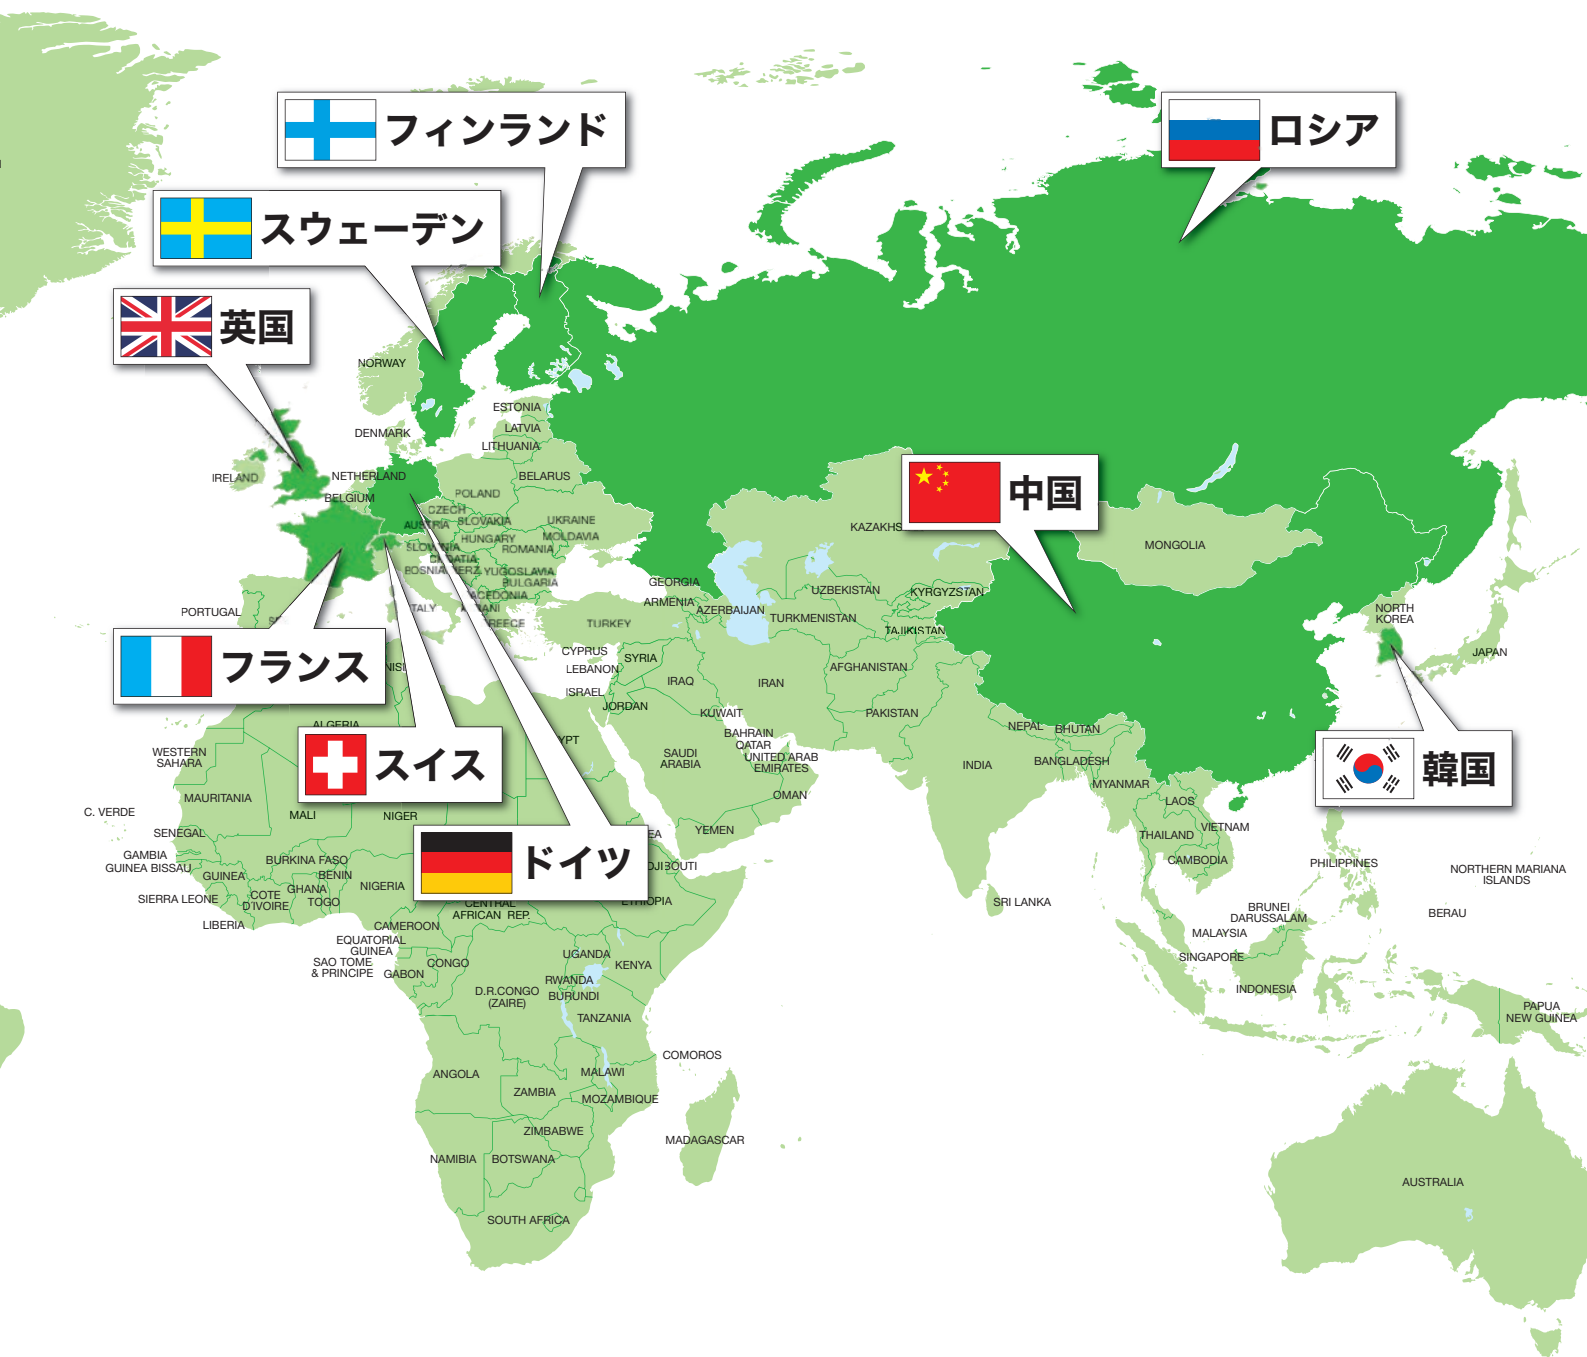 フィンランド
ロシア
スウェーデン
英国
NORWAY
ESTONIA
LATVIA
LITHUANIA
DENMARK
IRELAND
NETHERLAND
BELGIUM
BELARUS
POLAND
CZECH
SLOVAKIA
AUSTRIA
UKRAINE
HUNGARY
MOLDAVIA
ROMANIA
YUGOSLAVIA
BULGARIA
中国
MONGOLIA
GEORGIA
ARMENIA
AZERBAIJAN
UZBEKISTAN
KYRGYZSTAN
TURKMENISTAN
TAJIKISTAN
PORTUGAL
TURKEY
NORTH
KOREA
JAPAN
フランス
CYPRUS
LEBANON
SYRIA
ISRAEL
JORDAN
IRAQ
IRAN
AFGHANISTAN
KUWAIT
PAKISTAN
BAHRAIN
QATAR
UNITED ARAB
EMIRATES
SAUDI
ARABIA
OMAN
YEMEN
NEPAL
BHUTAN
INDIA
BANGLADESH
MYANMAR
LAOS
THAILAND
VIETNAM
CAMBODIA
韓国
ALGERIA
スイス
WESTERN
SAHARA
MAURITANIA
MALI
NIGER
C. VERDE
SENEGAL
GAMBIA
GUINEA BISSAU
GUINEA
BURKINA FASO
BENIN
GHANA
TOGO
COTE
D'IVOIRE
NIGERIA
SIERRA LEONE
LIBERIA
ドイツ
DJIBOUTI
ETHIOPIA
CENTRAL
AFRICAN REP.
CAMEROON
EQUATORIAL
GUINEA
SAO TOME
& PRINCIPE
GABON
CONGO
UGANDA
KENYA
RWANDA
BURUNDI
D.R.CONGO
(ZAIRE)
TANZANIA
SRI LANKA
PHILIPPINES
NORTHERN MARIANA
ISLANDS
BERAU
BRUNEI
DARUSSALAM
MALAYSIA
SINGAPORE
INDONESIA
PAPUA
NEW GUINEA
COMOROS
ANGOLA
MALAWI
ZAMBIA
MOZAMBIQUE
ZIMBABWE
MADAGASCAR
NAMIBIA
BOTSWANA
SOUTH AFRICA
AUSTRALIA